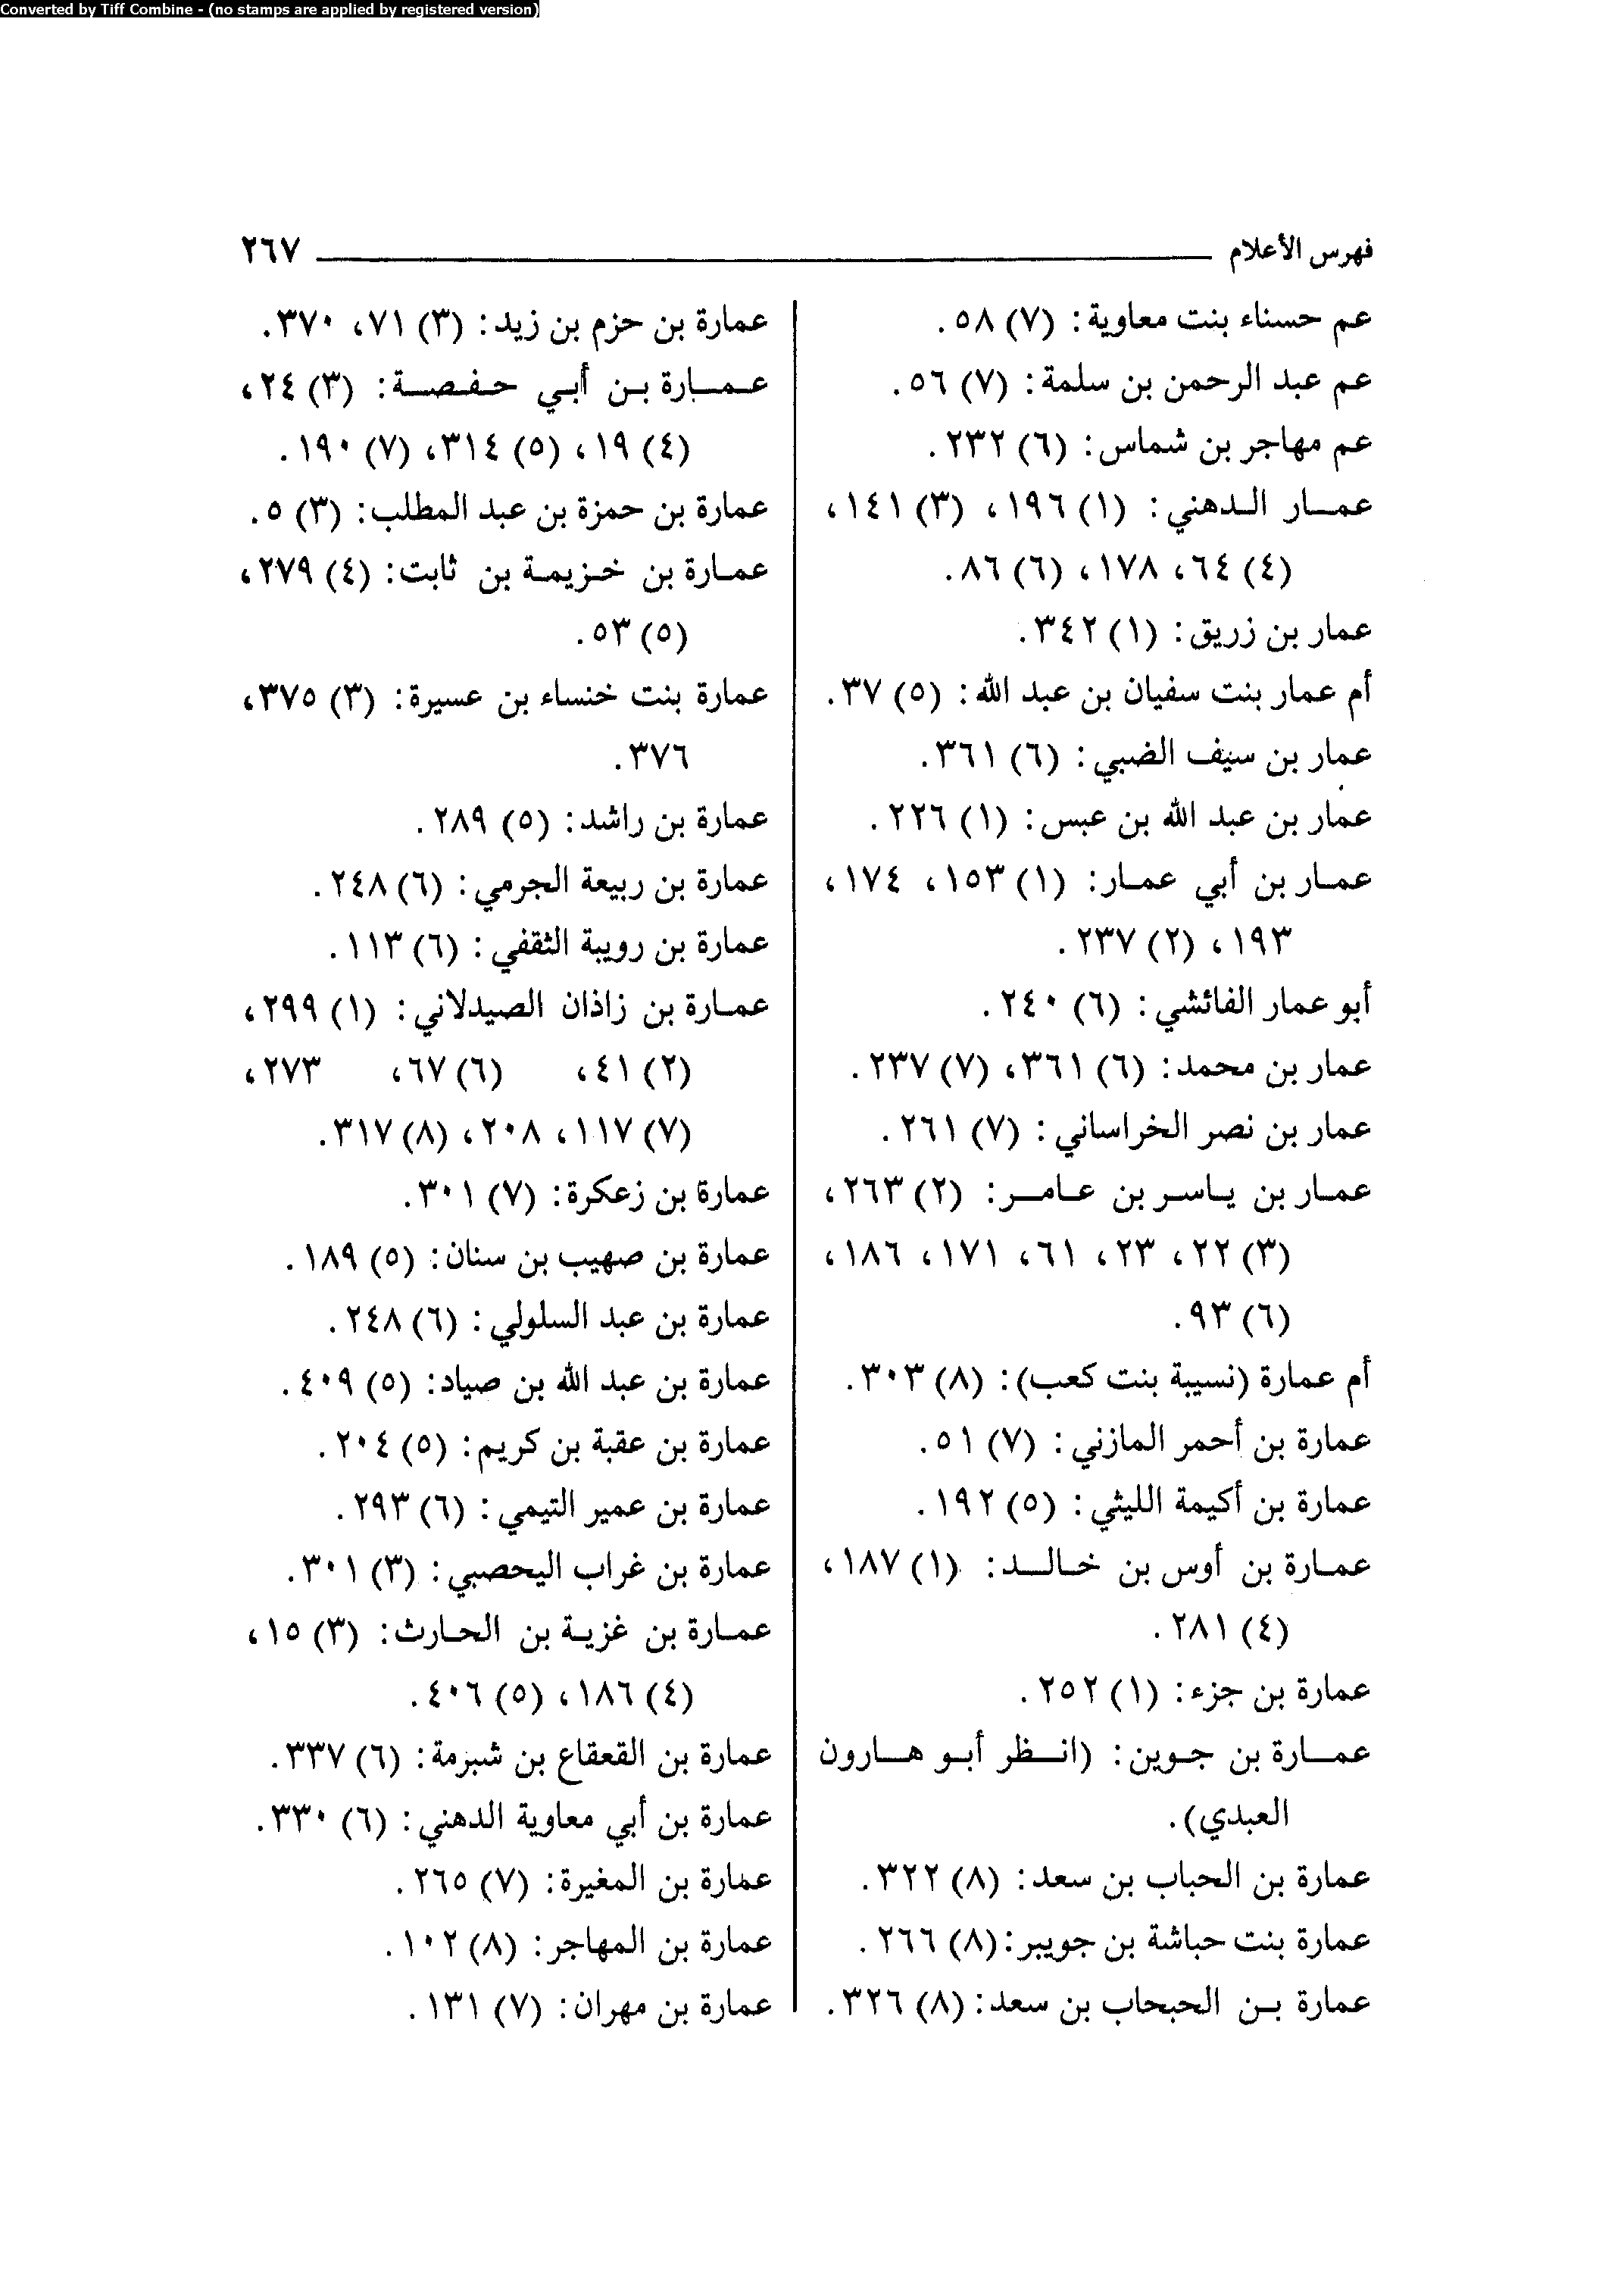 Converted by Tiff Combine - (no stamps are applied by registered version)
فهرس الأعلام ٢٦٧
عم حسناء بنت معاوية: (٧) ٥٨.
عم عبد الرحمن بن سلمة: (٧) ٥٦.
عم مهاجر بن شماس: (٦) ٢٣٢.
عمار الدهني: (١) ١٩٦، (٣) ١٤١،
(٤) ٦٤، ١٧٨، (٦) ٨٦.
عمار بن زريق: (١) ٣٤٢.
أم عمار بنت سفيان بن عبد الله: (٥) ٣٧.
عمار بن سيف الضبي: (٦) ٣٦١.
عمار بن عبد الله بن عبس: (١) ٢٢٦.
عمار بن أبي عمار: (١) ١٥٣، ١٧٤،
١٩٣، (٢) ٢٣٧.
أبو عمار الفائشي: (٦) ٢٤٠.
عمار بن محمد: (٦) ٣٦١، (٧) ٢٣٧.
عمار بن نصر الخراساني: (٧) ٢٦١.
عمار بن ياسر بن عامر: (٢) ٢٦٣،
(٣) ٢٢، ٢٣، ٦١، ١٧١، ١٨٦،
(٦) ٩٣.
أم عمارة (نسيبة بنت كعب): (٨) ٣٠٣.
عمارة بن أحمر المازني: (٧) ٥١.
عمارة بن أكيمة الليثي: (٥) ١٩٢.
عمارة بن أوس بن خالد: (١) ١٨٧،
(٤) ٢٨١.
عمارة بن جزء: (١) ٢٥٢.
عمارة بن جوين: (انظر أبو هارون
العبدي).
عمارة بن الحباب بن سعد: (٨) ٣٢٢.
عمارة بنت حباشة بن جويبر: (٨) ٢٦٦.
عمارة بن الحبحاب بن سعد: (٨) ٣٢٦.
عمارة بن حزم بن زيد: (٣) ٧١، ٣٧٠.
عمارة بن أبي حفصة: (٣) ٢٤،
(٤) ١٩، (٥) ٣١٤، (٧) ١٩٠.
عمارة بن حمزة بن عبد المطلب: (٣) ٥.
عمارة بن خزيمة بن ثابت: (٤) ٢٧٩،
(٥) ٥٣.
عمارة بنت خنساء بن عسيرة: (٣) ٣٧٥،
٣٧٦.
عمارة بن راشد: (٥) ٢٨٩.
عمارة بن ربيعة الجرمي: (٦) ٢٤٨.
عمارة بن رويبة الثقفي: (٦) ١١٣.
عمارة بن زاذان الصيدلاني: (١) ٢٩٩،
(٢) ٤١، (٦) ٦٧، ٢٧٣،
(٧) ١١٧، ٢٠٨، (٨) ٣١٧.
عمارة بن زعكرة: (٧) ٣٠١.
عمارة بن صهيب بن سنان: (٥) ١٨٩.
عمارة بن عبد السلولي: (٦) ٢٤٨.
عمارة بن عبد الله بن صياد: (٥) ٤٠٩.
عمارة بن عقبة بن كريم: (٥) ٢٠٤.
عمارة بن عمير التيمي: (٦) ٢٩٣.
عمارة بن غراب اليحصبي: (٣) ٣٠١.
عمارة بن غزية بن الحارث: (٣) ١٥،
(٤) ١٨٦، (٥) ٤٠٦.
عمارة بن القعقاع بن شبرمة: (٦) ٣٣٧.
عمارة بن أبي معاوية الدهني: (٦) ٣٣٠.
عمارة بن المغيرة: (٧) ٢٦٥.
عمارة بن المهاجر: (٨) ١٠٢.
عمارة بن مهران: (٧) ١٣١.